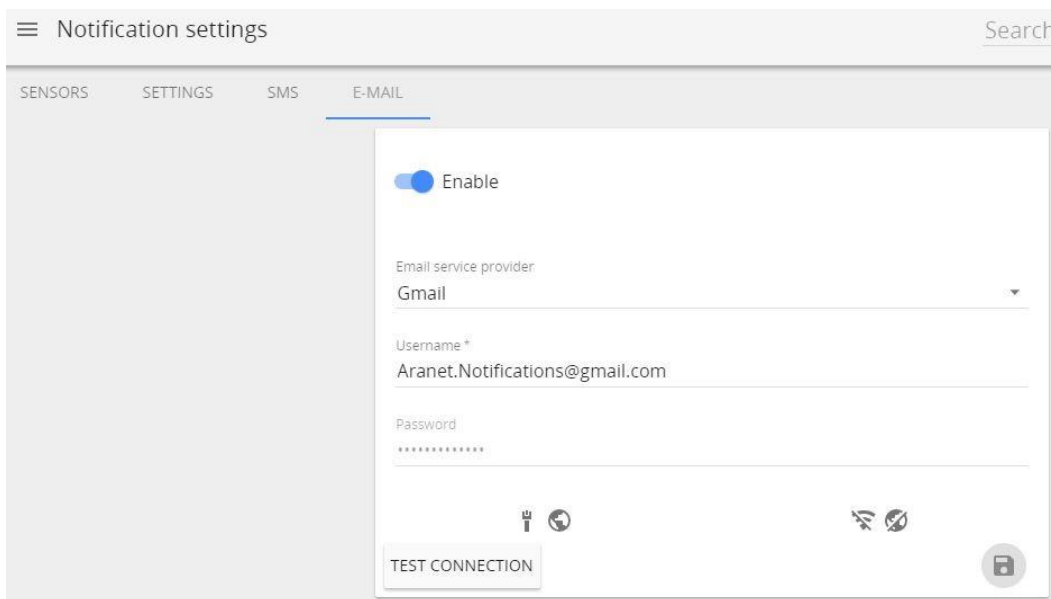 Notification settings
Search
SENSORS SETTINGS SMS E-MAIL
Enable
Email service provider
Gmail
Username *
Aranet.Notifications@gmail.com
Password
•••••••••••••
TEST CONNECTION